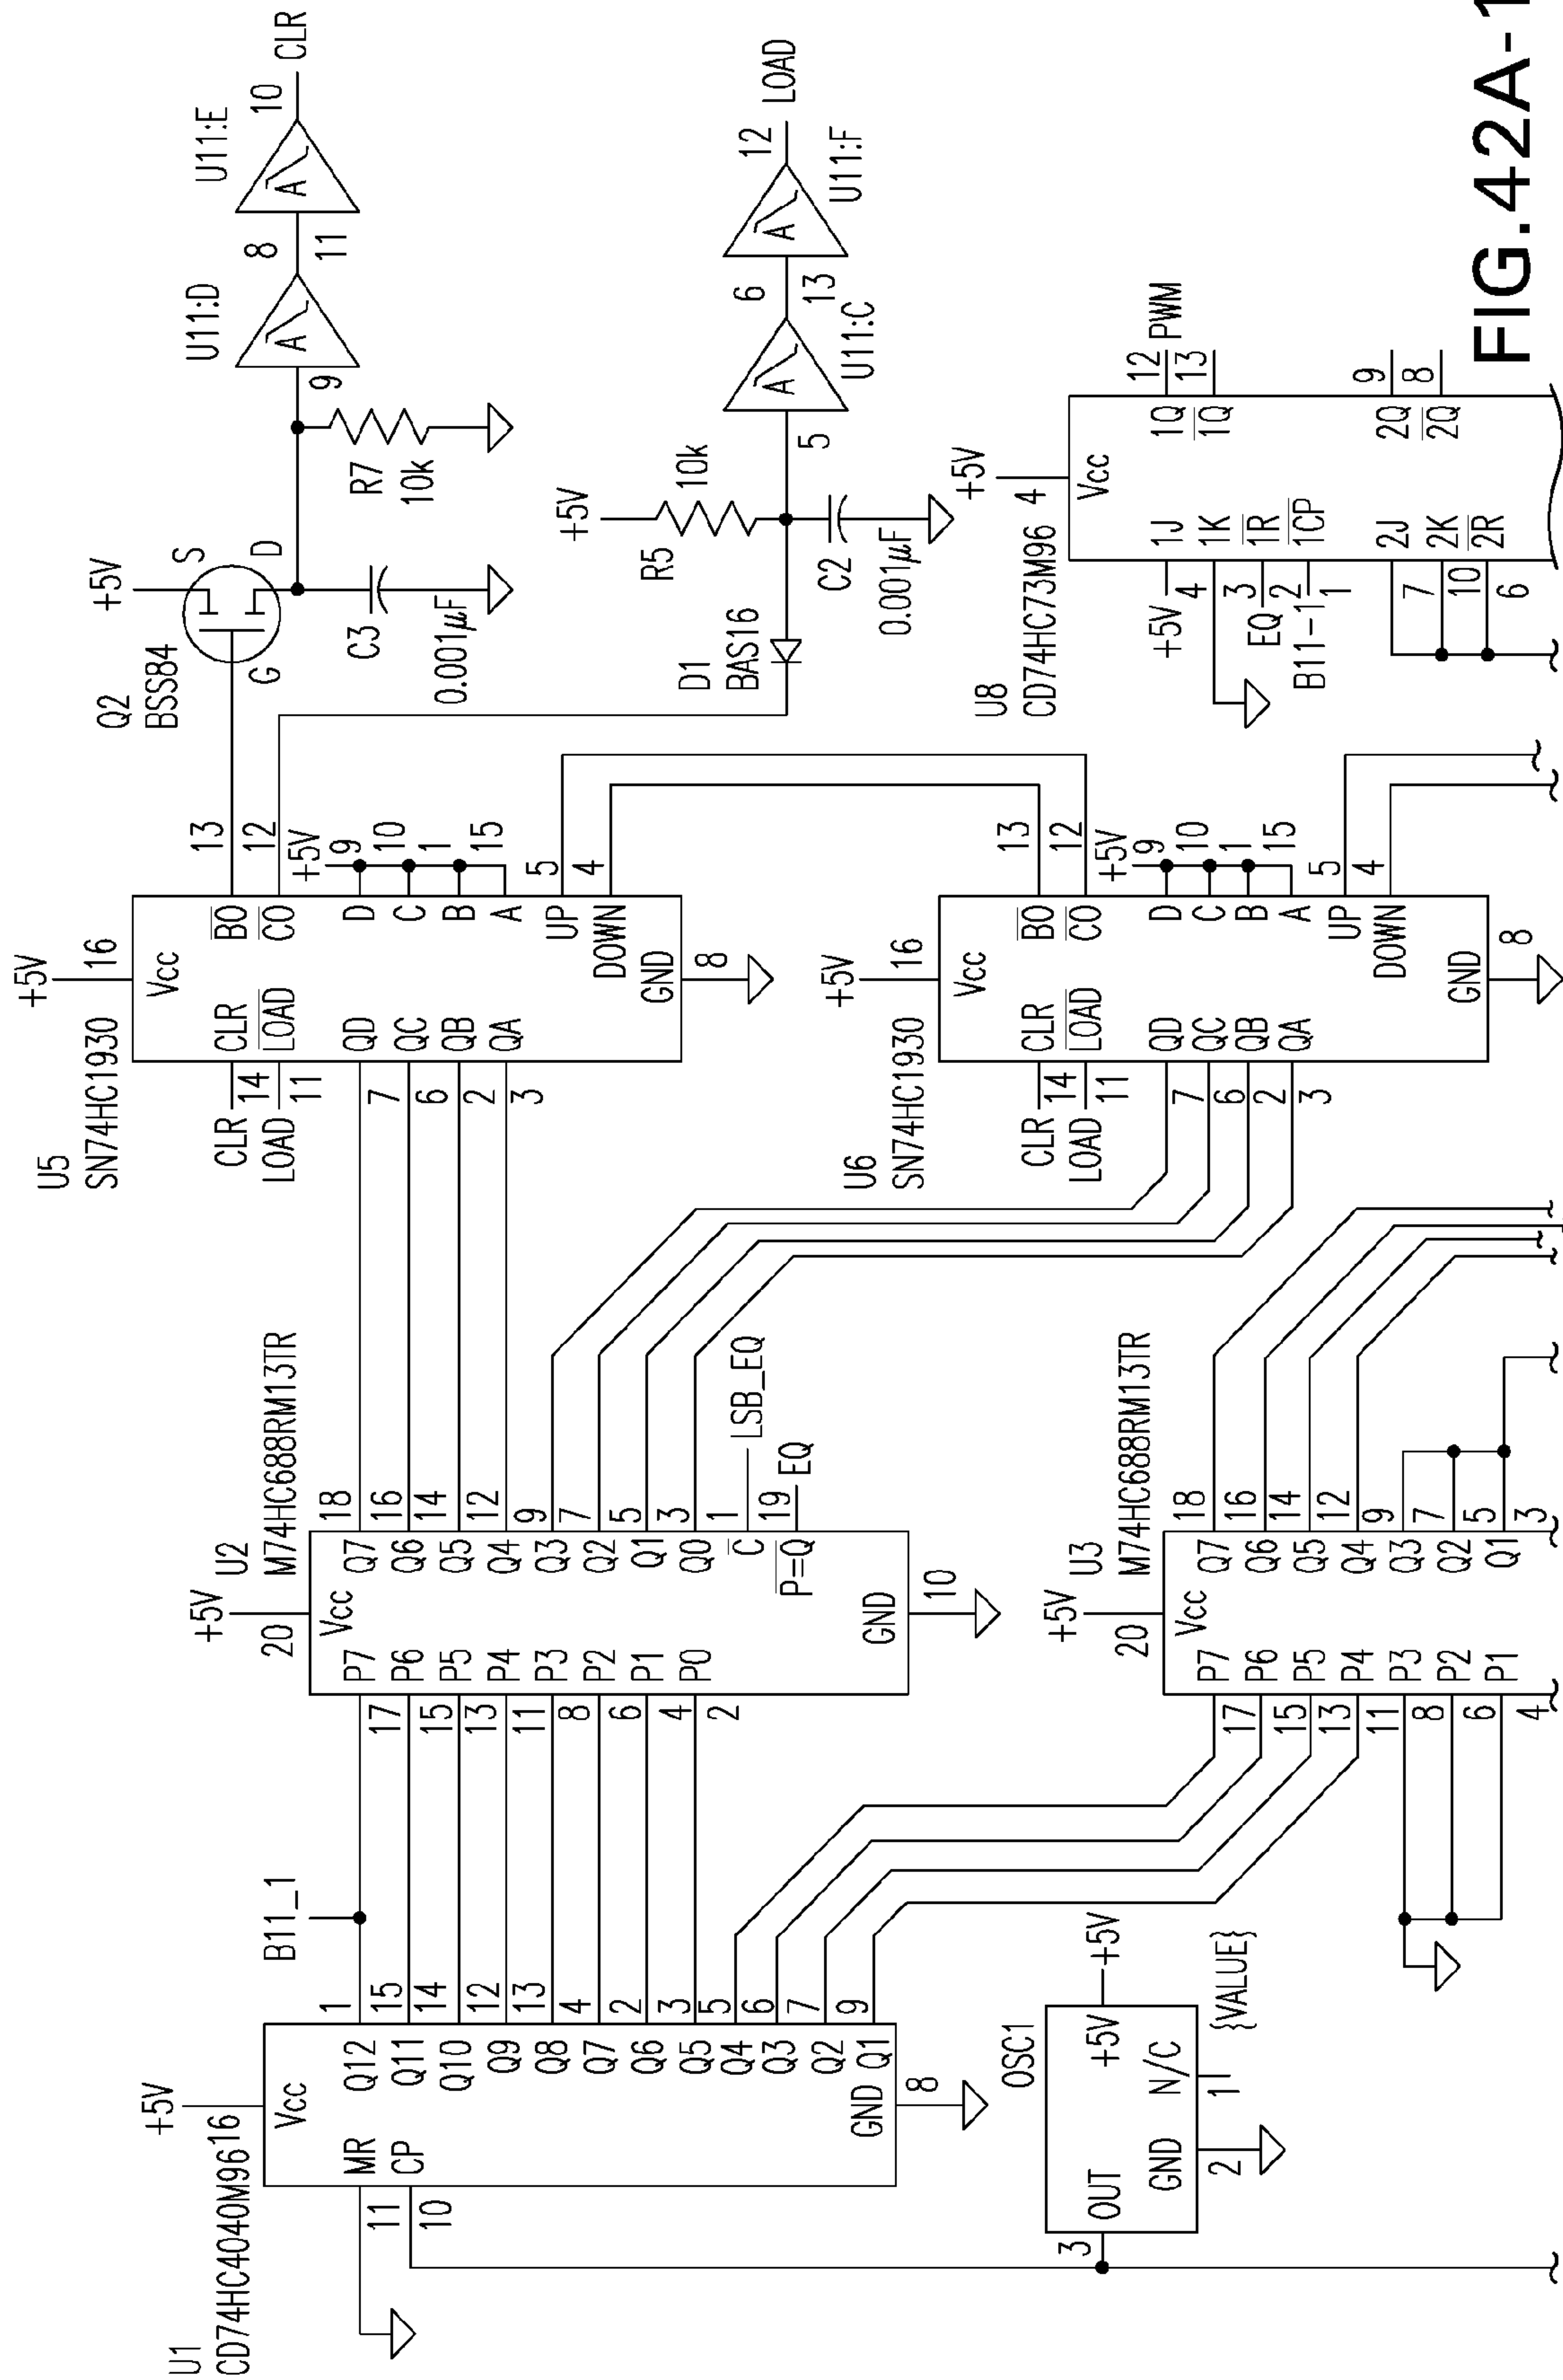 U1
CD74HC4040M96
+5V
16
Vcc
MR
CP
11
10
Q12
Q11
Q10
Q9
Q8
Q7
Q6
Q5
Q4
Q3
Q2
Q1
1
15
14
12
13
4
2
3
5
6
7
9
GND
8
B11_1
OSC1
OUT
3
+5V
+5V
GND
2
N/C
1
{VALUE}
U2
M74HC688RM13TR
+5V
20
Vcc
P7
P6
P5
P4
P3
P2
P1
P0
17
15
13
11
8
6
4
2
Q7
Q6
Q5
Q4
Q3
Q2
Q1
Q0
18
16
14
12
9
7
5
3
C
1
LSB_EQ
P=Q
19
EQ
GND
10
U3
M74HC688RM13TR
+5V
20
Vcc
P7
P6
P5
P4
P3
P2
P1
17
15
13
11
8
6
4
Q7
Q6
Q5
Q4
Q3
Q2
Q1
18
16
14
12
9
7
5
3
U5
SN74HC1930
+5V
16
Vcc
CLR
CLR
14
LOAD
LOAD
11
QD
QC
QB
QA
7
6
2
3
BO
13
CO
12
+5V
D
C
B
A
9
10
1
15
UP
5
DOWN
4
GND
8
U6
SN74HC1930
+5V
16
Vcc
CLR
CLR
14
LOAD
LOAD
11
QD
QC
QB
QA
7
6
2
3
BO
13
CO
12
+5V
D
C
B
A
9
10
1
15
UP
5
DOWN
4
GND
8
Q2
BSS84
+5V
S
D
G
C3
0.001µF
R7
10k
U11:D
A
9
8
U11:E
A
11
10
CLR
D1
BAS16
+5V
R5
10k
C2
0.001µF
U11:C
A
5
6
U11:F
A
13
12
LOAD
U8
CD74HC73M96
+5V
4
Vcc
+5V
1J
1K
1R
1CP
4
3
EQ
2
B11-1
1
2J
2K
2R
7
10
6
1Q
1Q
12
PWM
13
2Q
2Q
9
8
FIG.42A-1